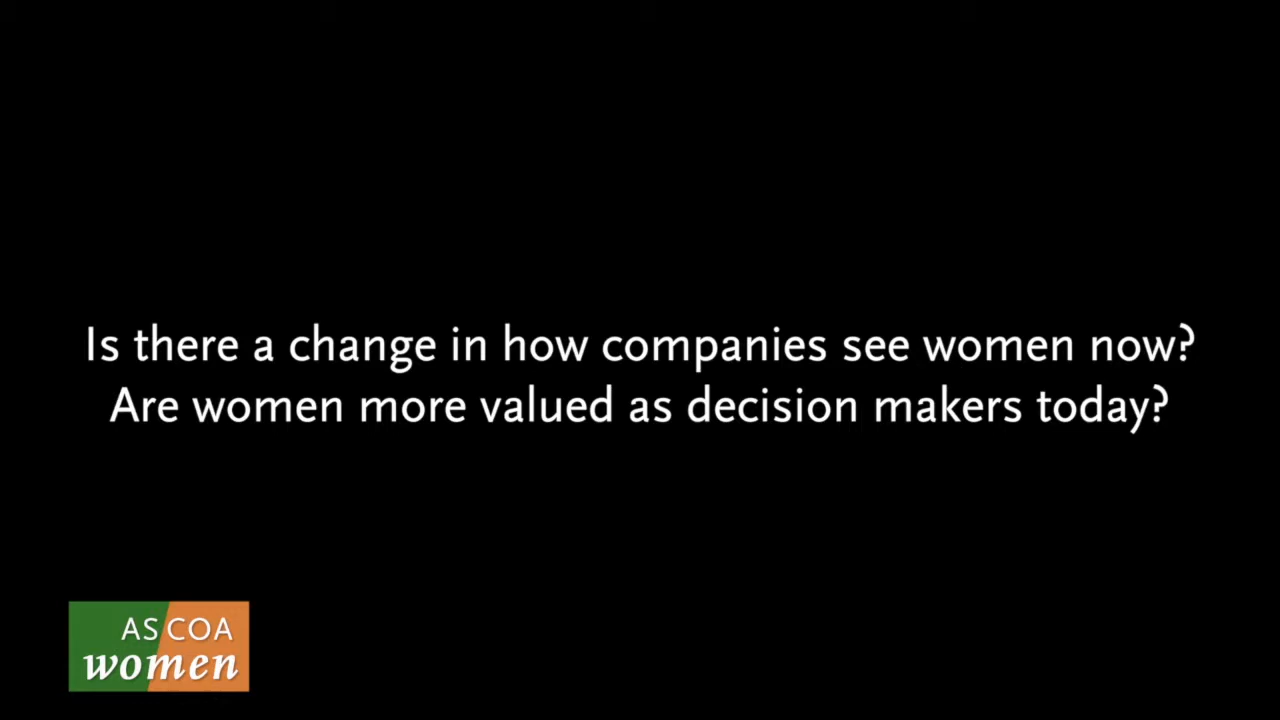 Is there a change in how companies see women now?
Are women more valued as decision makers today?
AS COA
women